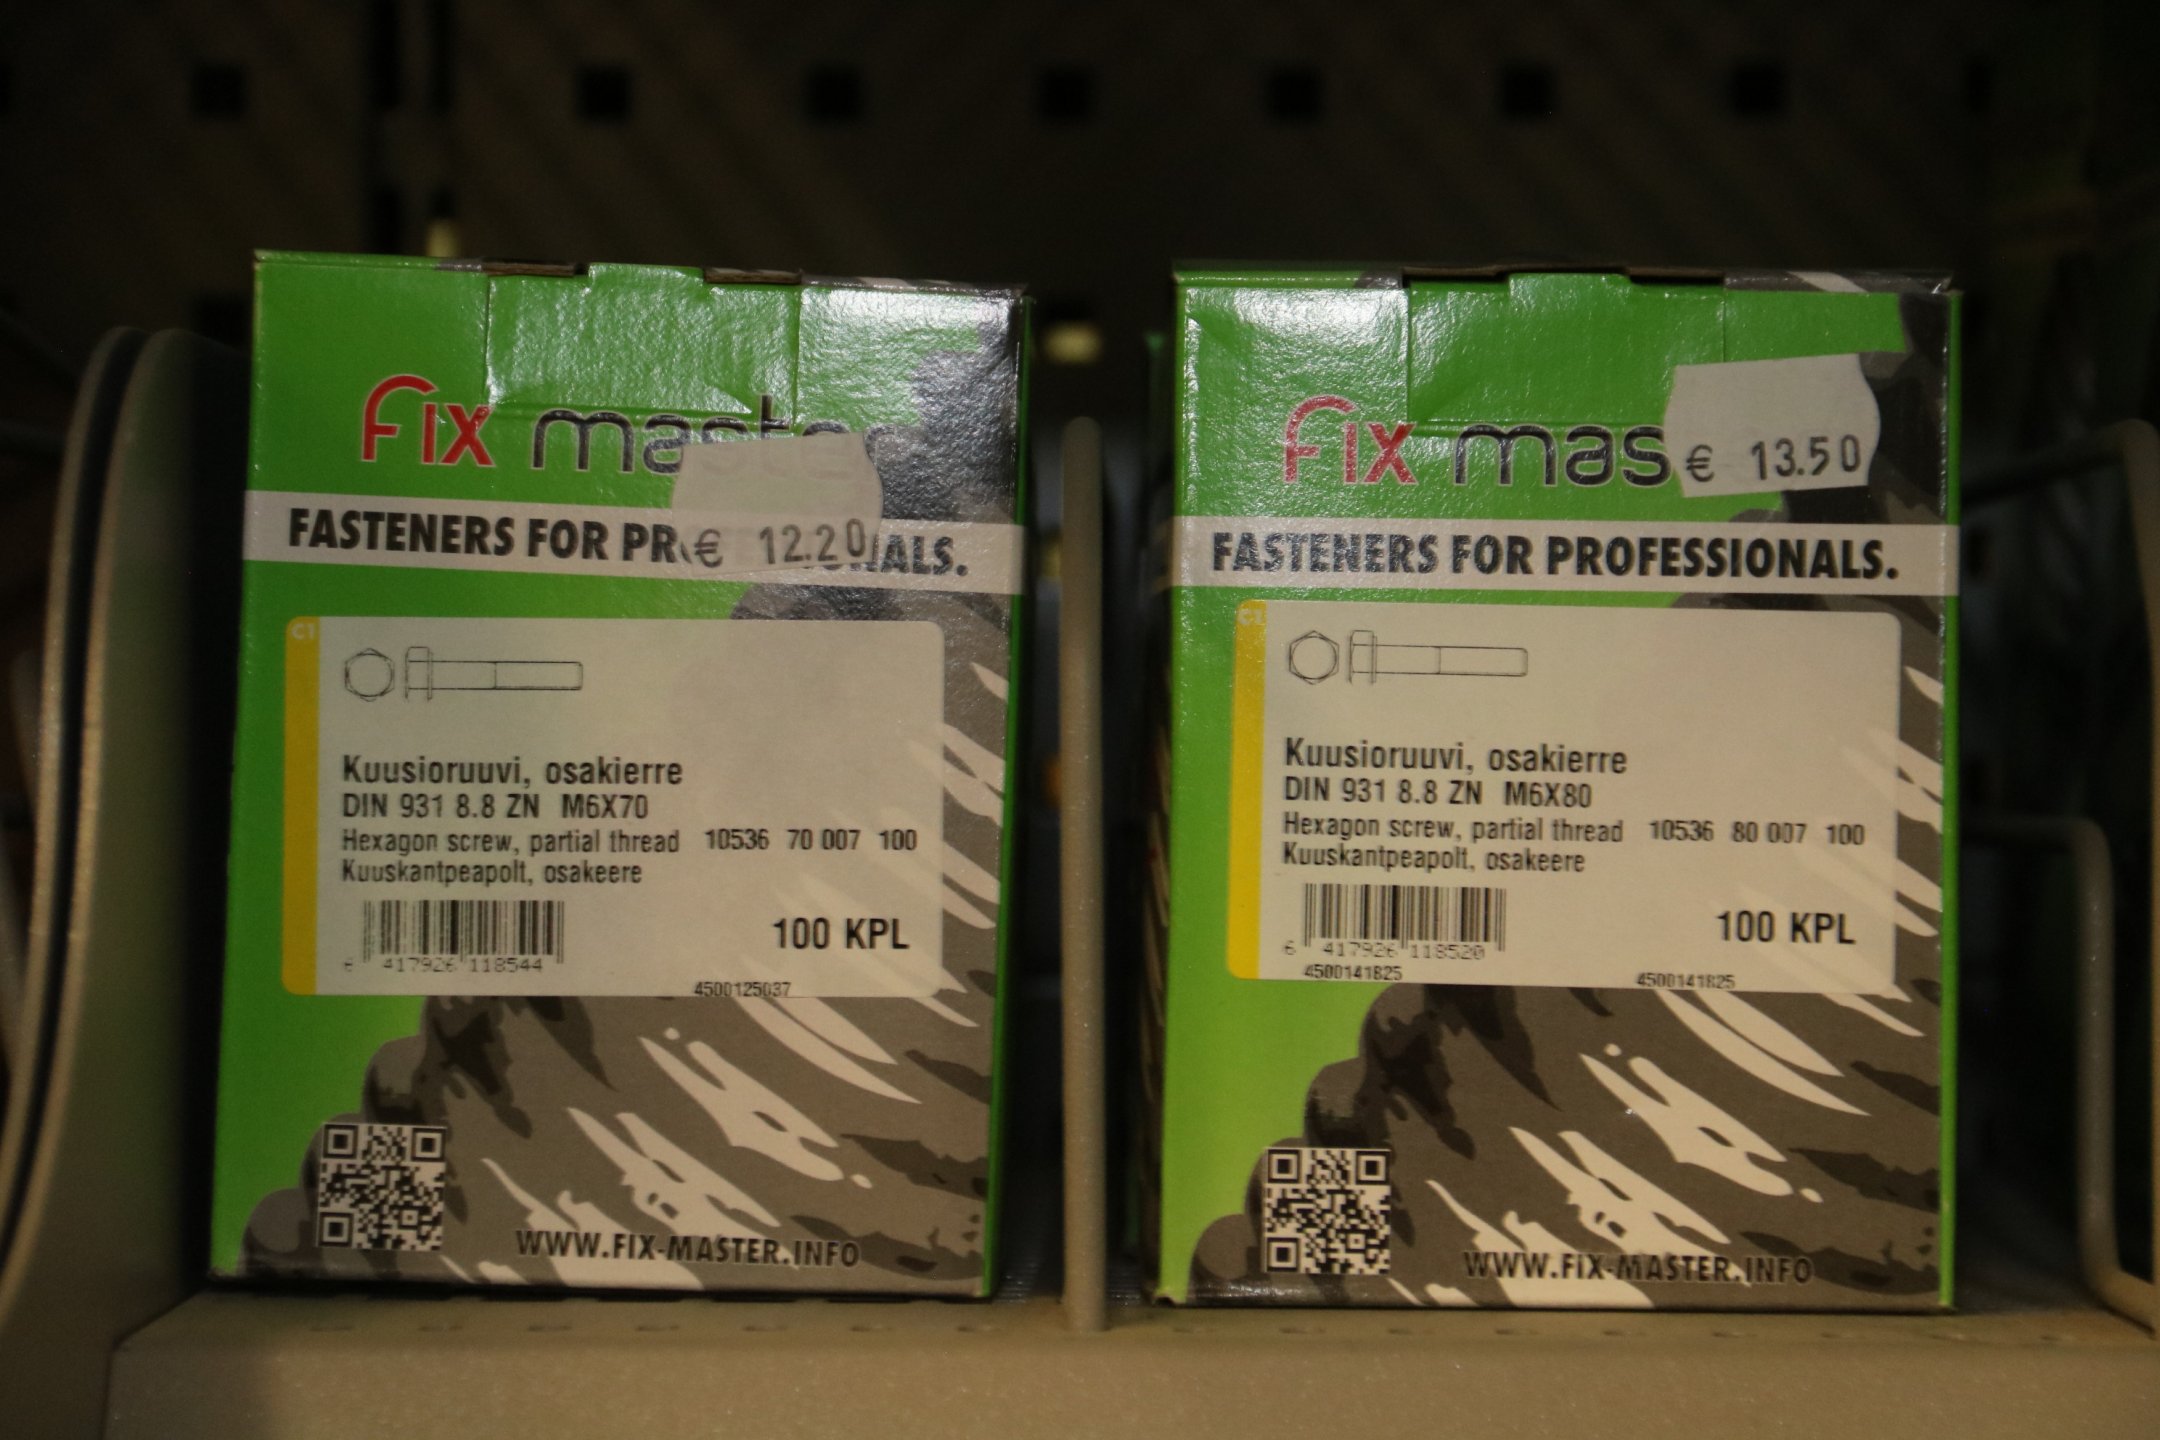 Fix master
€ 12.20
FASTENERS FOR PR ALS.
C1
Kuusioruuvi, osakierre
DIN 931 8.8 ZN M6X70
Hexagon screw, partial thread 10536 70 007 100
Kuuskantpeapolt, osakeere
6 417926 118544
100 KPL
4500125037
WWW.FIX-MASTER.INFO
Fix mas
€ 13.50
FASTENERS FOR PROFESSIONALS.
C1
Kuusioruuvi, osakierre
DIN 931 8.8 ZN M6X80
Hexagon screw, partial thread 10536 80 007 100
Kuuskantpeapolt, osakeere
6 417926 118520
100 KPL
4500141825 4500141825
WWW.FIX-MASTER.INFO